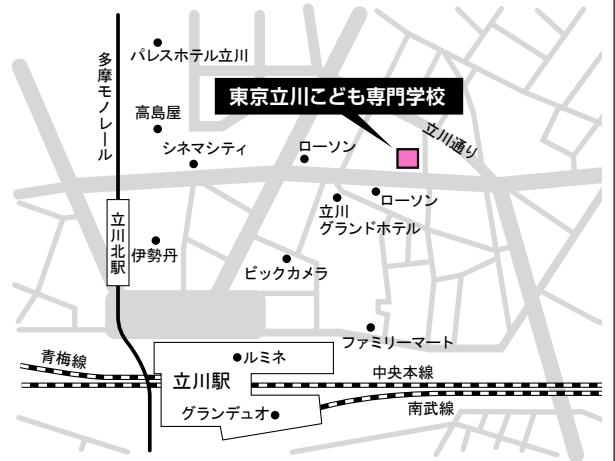 パレスホテル立川
多摩モノレール
東京立川こども専門学校
高島屋
立川通り
シネマシティ
ローソン
ローソン
立川
グランドホテル
立川北駅
伊勢丹
ビックカメラ
ファミリーマート
ルミネ
青梅線
立川駅
中央本線
南武線
グランデュオ